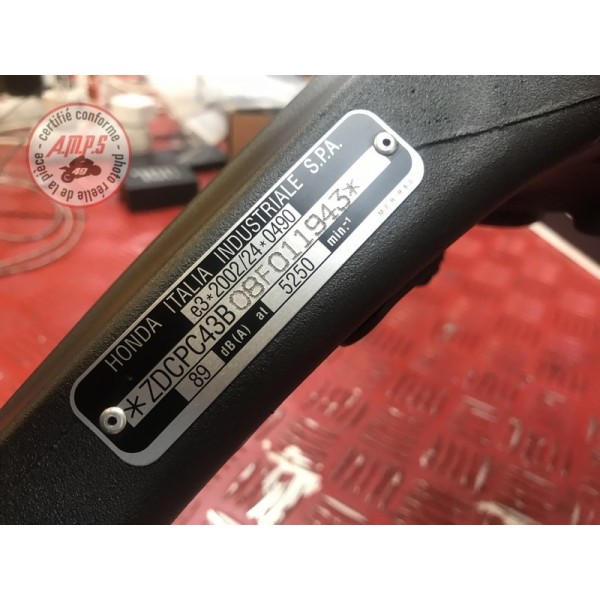 certifié conforme
A.M.P.S
49
- photo réelle de la pièce -
HONDA ITALIA INDUSTRIALE S.P.A.
e3*2002/24*0490
*ZDCPC43B08F011943*
89 dB(A) at 5250 min.-1